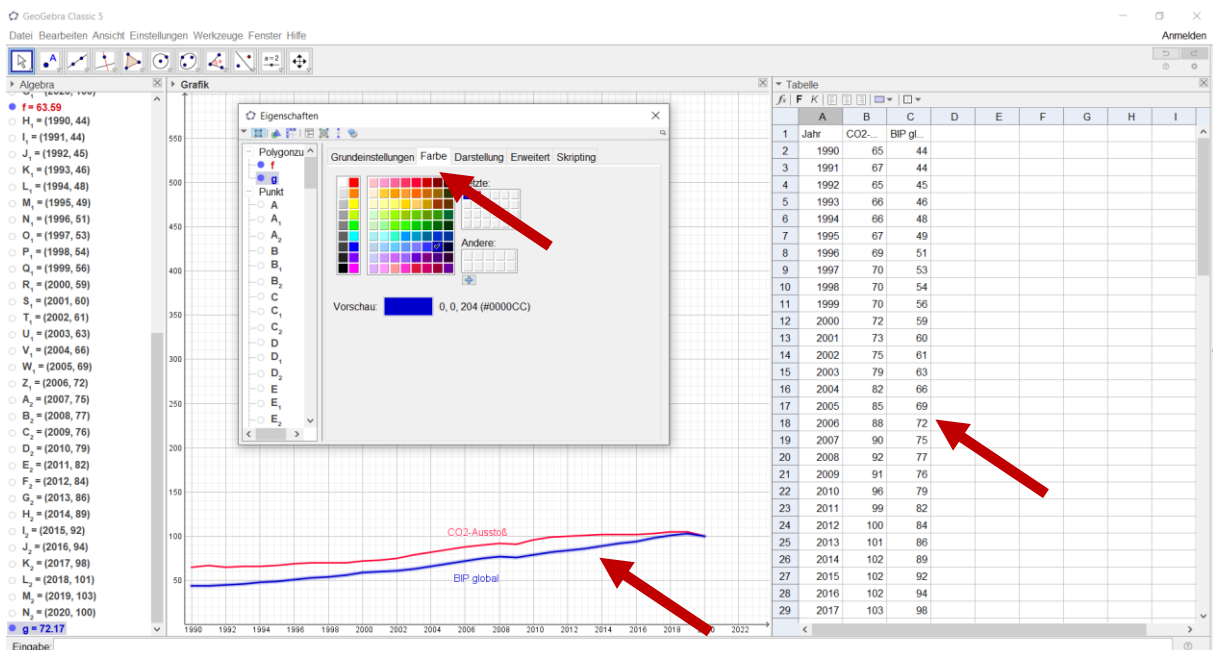 GeoGebra Classic 5
Datei Bearbeiten Ansicht Einstellungen Werkzeuge Fenster Hilfe
Anmelden
Algebra
f = 63.59
H₁ = (1990, 44)
I₁ = (1991, 44)
J₁ = (1992, 45)
K₁ = (1993, 46)
L₁ = (1994, 48)
M₁ = (1995, 49)
N₁ = (1996, 51)
O₁ = (1997, 53)
P₁ = (1998, 54)
Q₁ = (1999, 56)
R₁ = (2000, 59)
S₁ = (2001, 60)
T₁ = (2002, 61)
U₁ = (2003, 63)
V₁ = (2004, 66)
W₁ = (2005, 69)
Z₁ = (2006, 72)
A₂ = (2007, 75)
B₂ = (2008, 77)
C₂ = (2009, 76)
D₂ = (2010, 79)
E₂ = (2011, 82)
F₂ = (2012, 84)
G₂ = (2013, 86)
H₂ = (2014, 89)
I₂ = (2015, 92)
J₂ = (2016, 94)
K₂ = (2017, 98)
L₂ = (2018, 101)
M₂ = (2019, 103)
N₂ = (2020, 100)
g = 72.17
Eingabe:
Grafik
550
500
450
400
350
300
250
200
150
100
50
CO2-Ausstoß
BIP global
1990 1992 1994 1996 1998 2000 2002 2004 2006 2008 2010 2012 2014 2016 2018 2022
Eigenschaften
Polygonzu
f
g
Punkt
A
A₁
A₂
B
B₁
B₂
C
C₁
C₂
D
D₁
D₂
E
E₁
E₂
Grundeinstellungen Farbe Darstellung Erweitert Skripting
Andere:
Vorschau: 0, 0, 204 (#0000CC)
Tabelle
fx F K
A B C D E F G H I
1 Jahr CO2-... BIP gl...
2 1990 65 44
3 1991 67 44
4 1992 65 45
5 1993 66 46
6 1994 66 48
7 1995 67 49
8 1996 69 51
9 1997 70 53
10 1998 70 54
11 1999 70 56
12 2000 72 59
13 2001 73 60
14 2002 75 61
15 2003 79 63
16 2004 82 66
17 2005 85 69
18 2006 88 72
19 2007 90 75
20 2008 92 77
21 2009 91 76
22 2010 96 79
23 2011 99 82
24 2012 100 84
25 2013 101 86
26 2014 102 89
27 2015 102 92
28 2016 102 94
29 2017 103 98